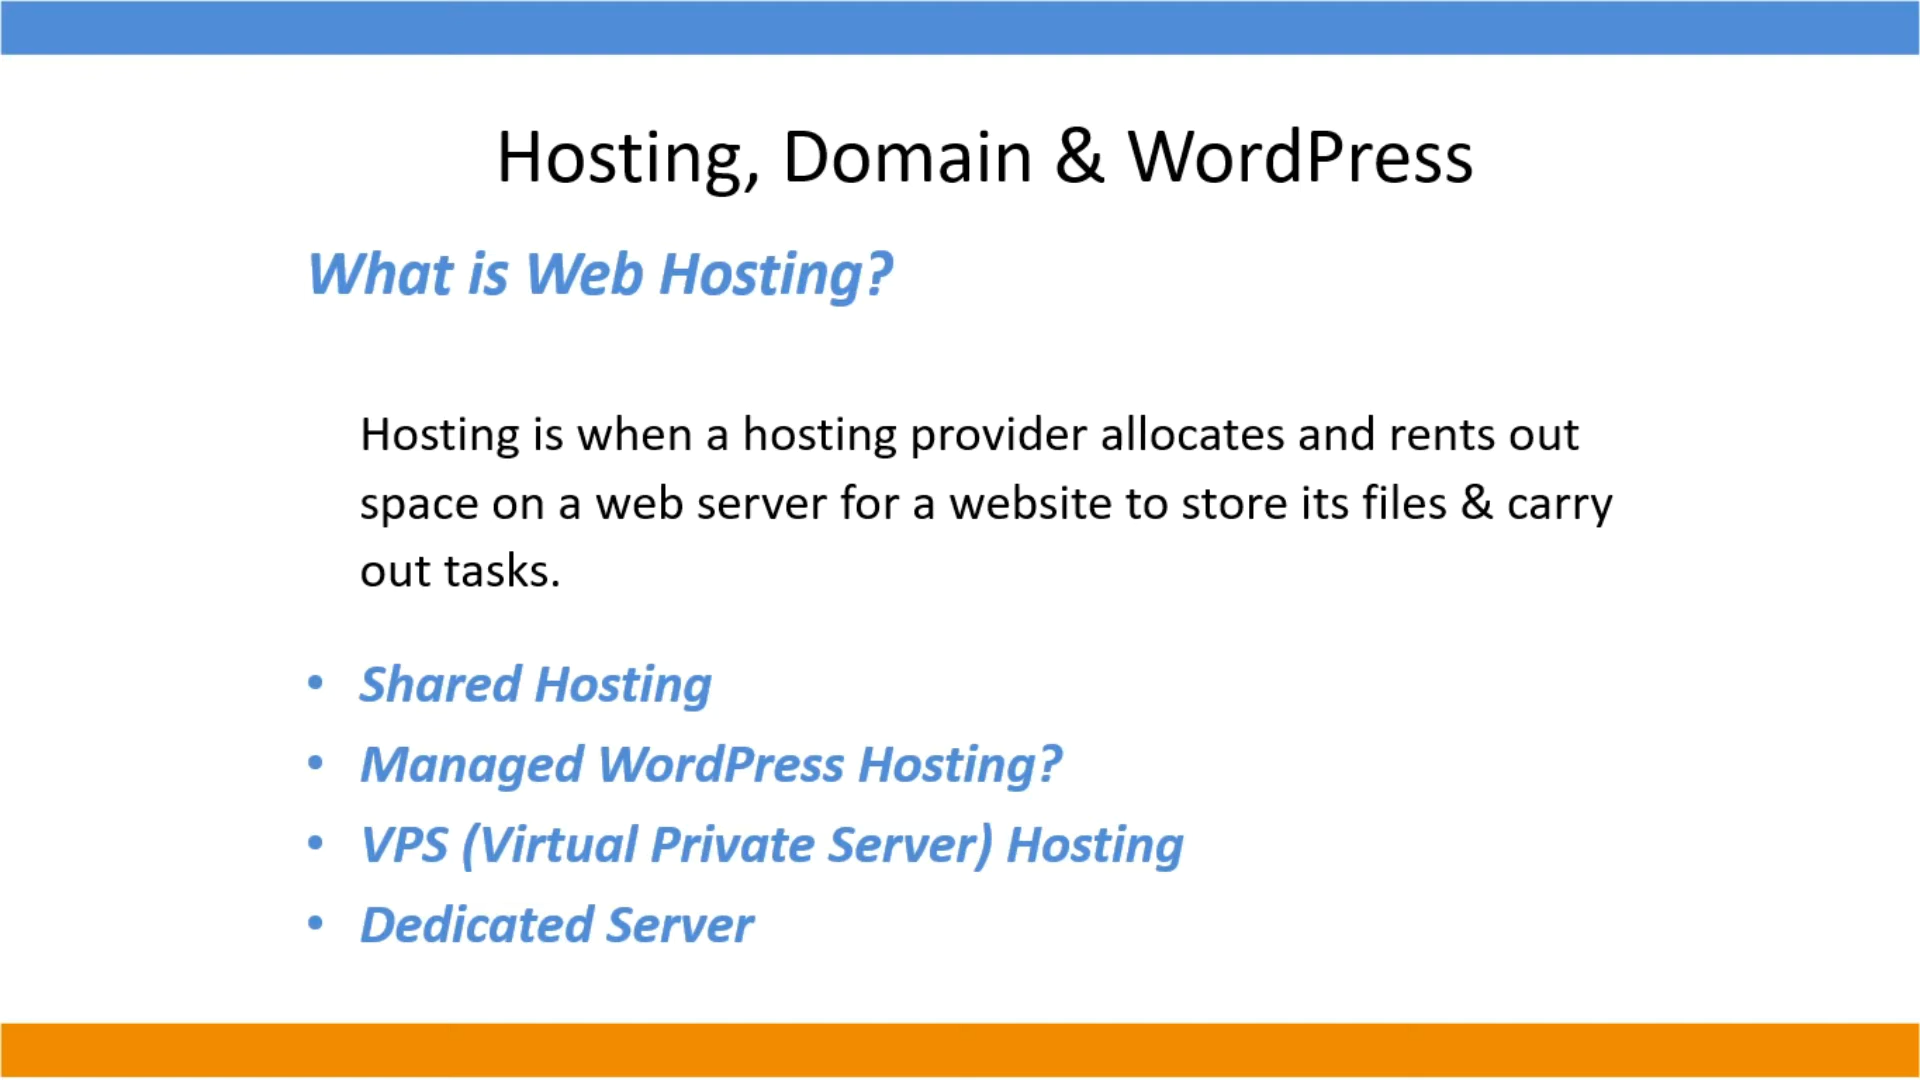 Hosting, Domain & WordPress
What is Web Hosting?
Hosting is when a hosting provider allocates and rents out
space on a web server for a website to store its files & carry
out tasks.
• Shared Hosting
• Managed WordPress Hosting?
• VPS (Virtual Private Server) Hosting
• Dedicated Server